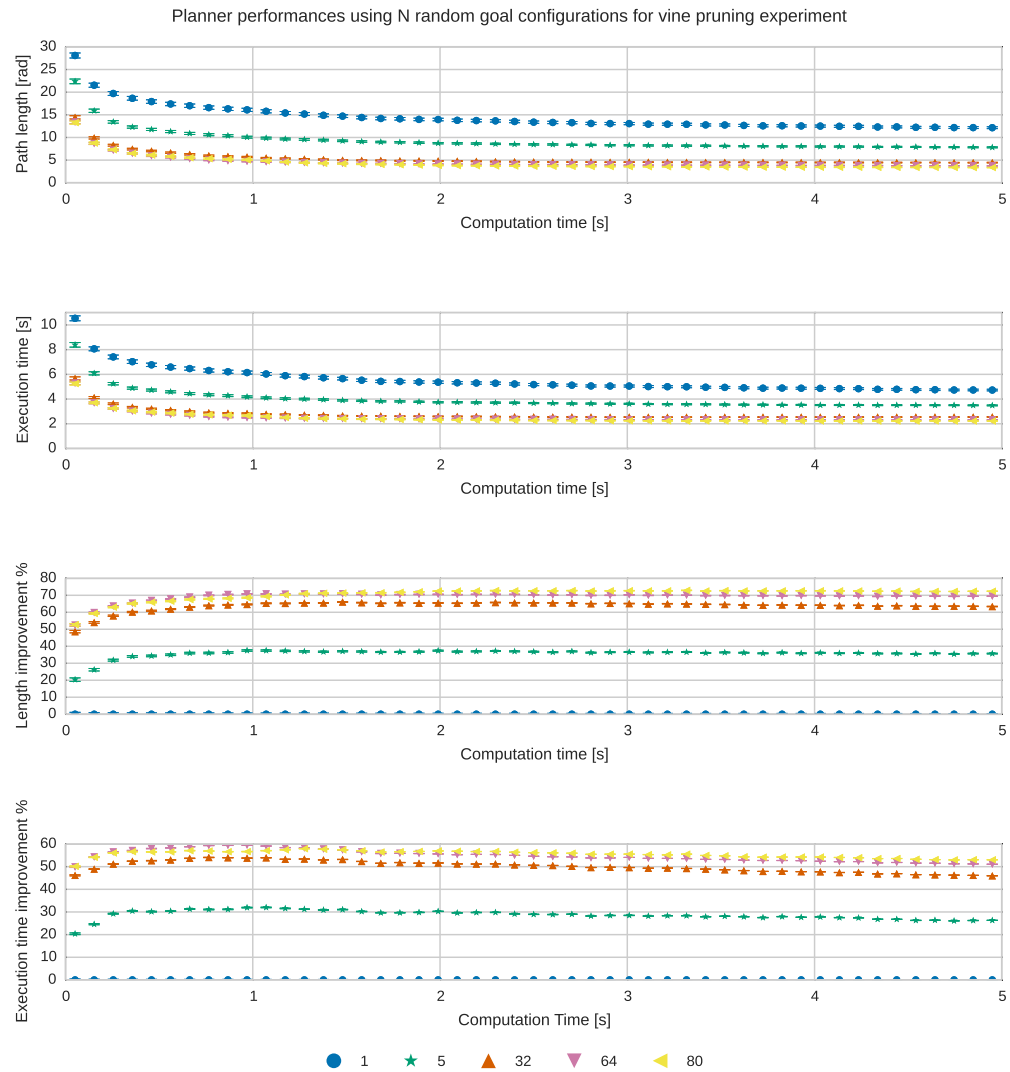 Planner performances using N random goal configurations for vine pruning experiment
Path length [rad]
30
25
20
15
10
5
0
0 1 2 3 4 5
Computation time [s]
Execution time [s]
10
8
6
4
2
0
0 1 2 3 4 5
Computation time [s]
Length improvement %
80
70
60
50
40
30
20
10
0
0 1 2 3 4 5
Computation time [s]
Execution time improvement %
60
50
40
30
20
10
0
0 1 2 3 4 5
Computation Time [s]
1 5 32 64 80